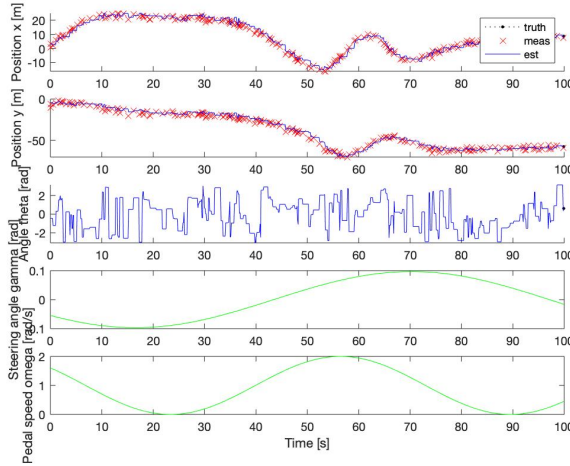 Position x [m]
20
10
0
-10
0 10 20 30 40 50 60 70 80 90 100
truth
meas
est
Position y [m]
0
-50
0 10 20 30 40 50 60 70 80 90 100
Angle theta [rad]
2
0
-2
0 10 20 30 40 50 60 70 80 90 100
Steering angle gamma [rad]
0.1
0
0.1
0 10 20 30 40 50 60 70 80 90 100
Pedal speed omega [rad/s]
2
1
0
0 10 20 30 40 50 60 70 80 90 100
Time [s]